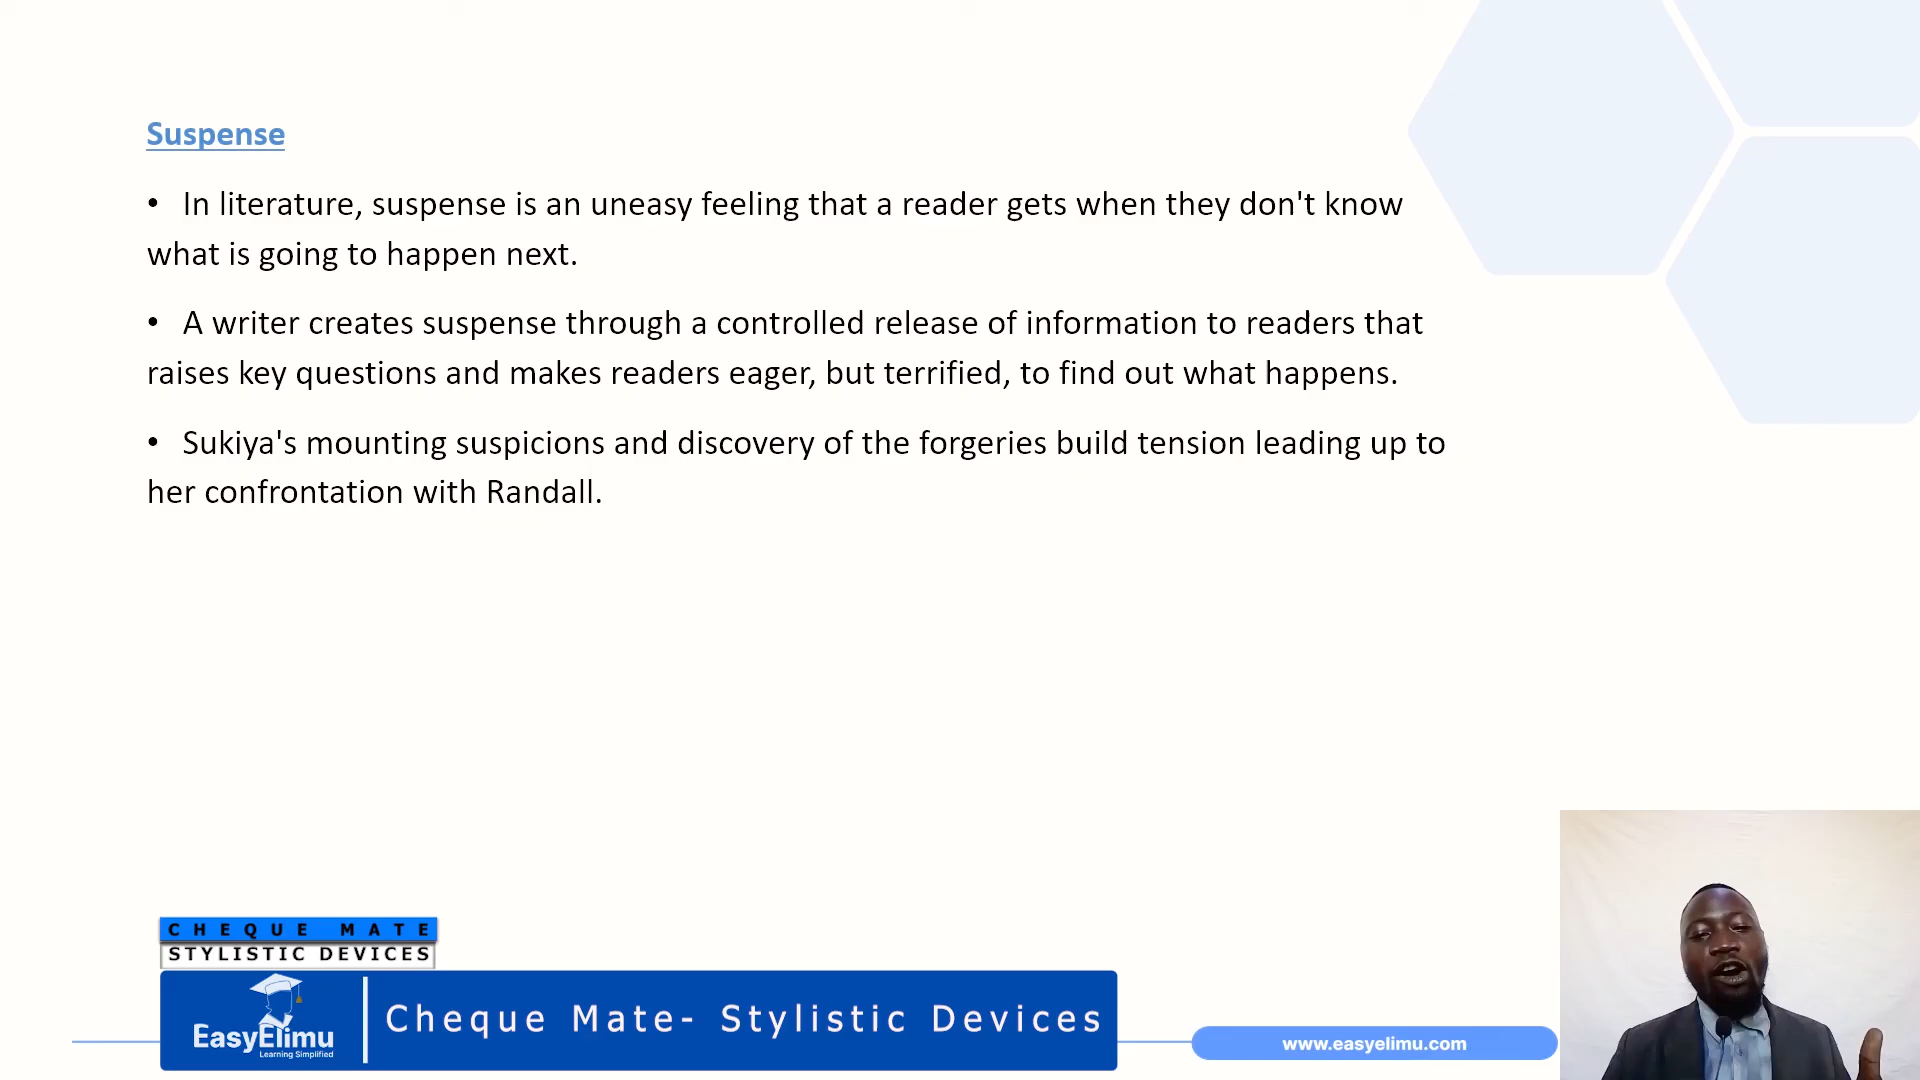 Suspense
• In literature, suspense is an uneasy feeling that a reader gets when they don't know
what is going to happen next.
• A writer creates suspense through a controlled release of information to readers that
raises key questions and makes readers eager, but terrified, to find out what happens.
• Sukiya's mounting suspicions and discovery of the forgeries build tension leading up to
her confrontation with Randall.
CHEQUE MATE
STYLISTIC DEVICES
EasyElimu
Learning Simplified
Cheque Mate- Stylistic Devices
www.easyelimu.com